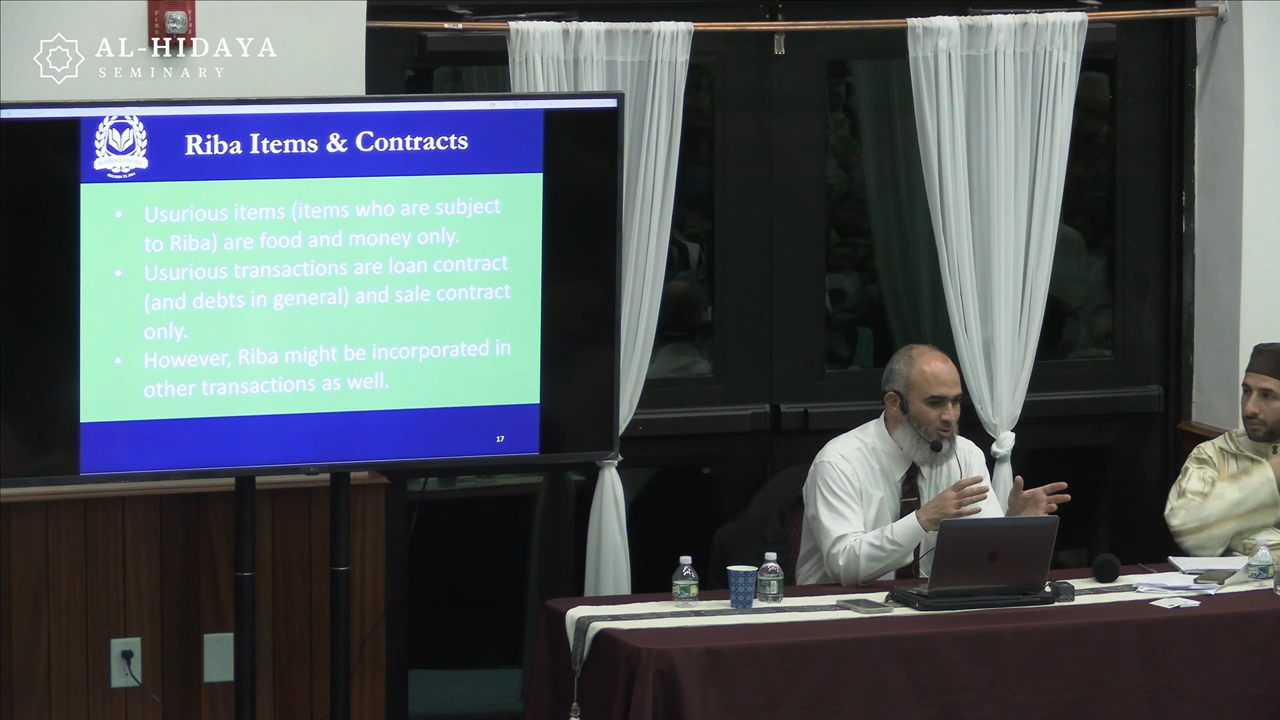 AL-HIDAYA
SEMINARY
Riba Items & Contracts
• Usurious items (items who are subject
to Riba) are food and money only.
• Usurious transactions are loan contract
(and debts in general) and sale contract
only.
• However, Riba might be incorporated in
other transactions as well.
17